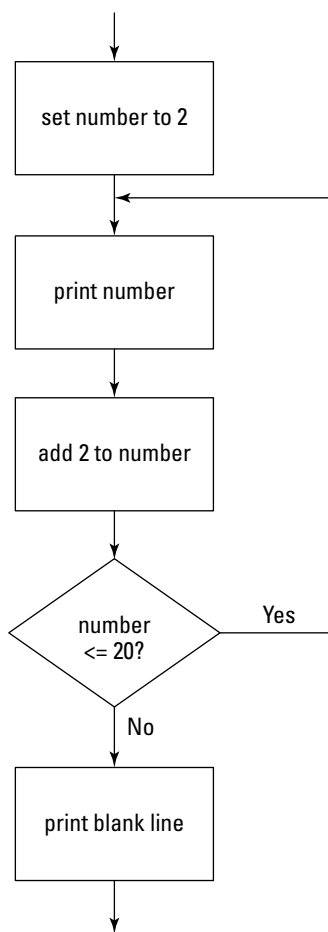 set number to 2
print number
add 2 to number
number
<= 20?
Yes
No
print blank line